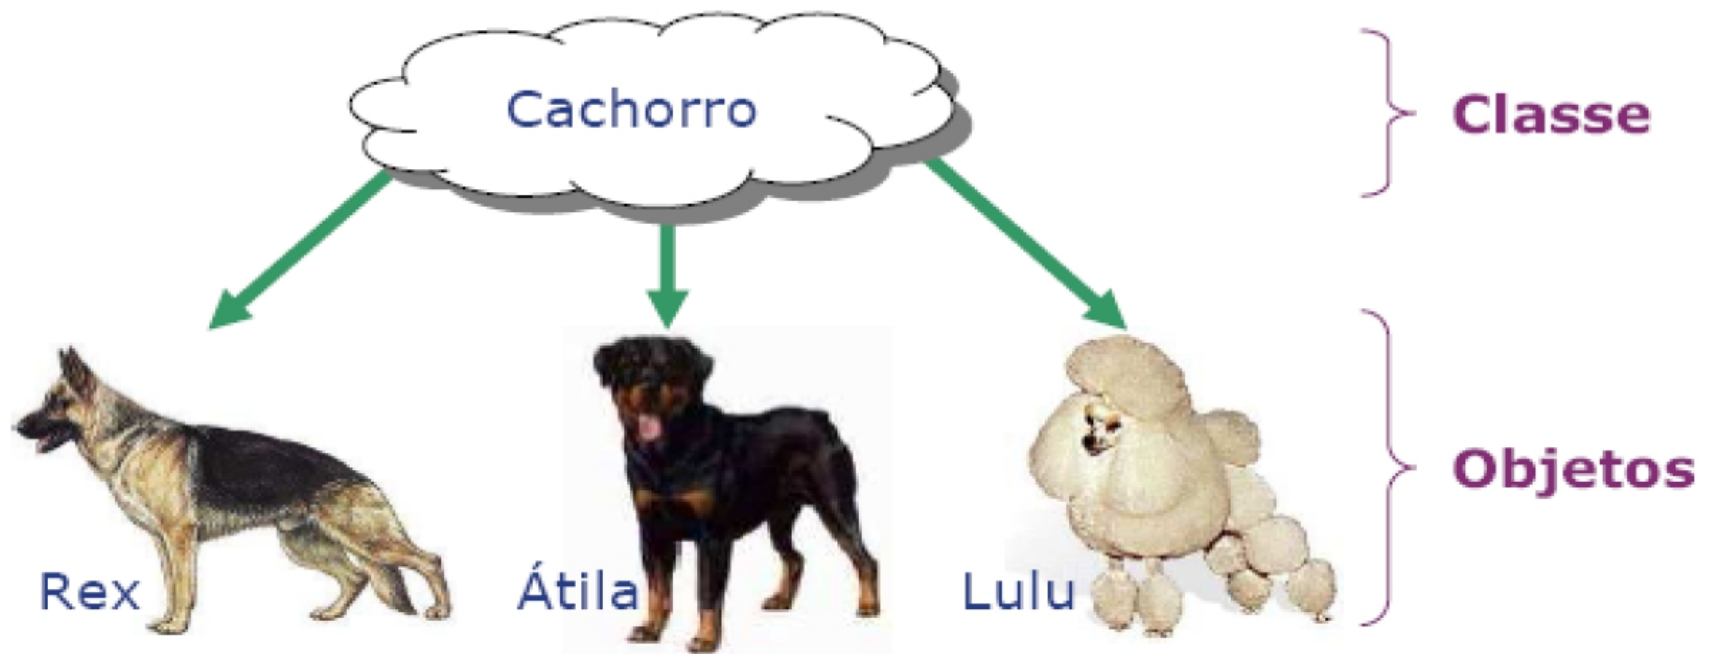 Cachorro
Classe
Objetos
Rex
Átila
Lulu